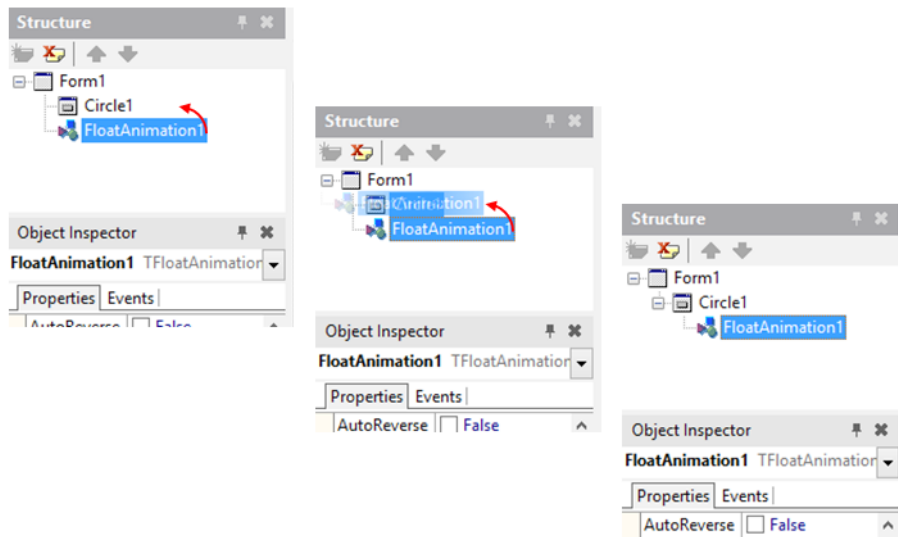 Structure
Form1
Circle1
FloatAnimation1
Object Inspector
FloatAnimation1 TFloatAnimation
Properties Events
AutoReverse False
Structure
Form1
FloatAnimation1
FloatAnimation1
Object Inspector
FloatAnimation1 TFloatAnimation
Properties Events
AutoReverse False
Structure
Form1
Circle1
FloatAnimation1
Object Inspector
FloatAnimation1 TFloatAnimation
Properties Events
AutoReverse False